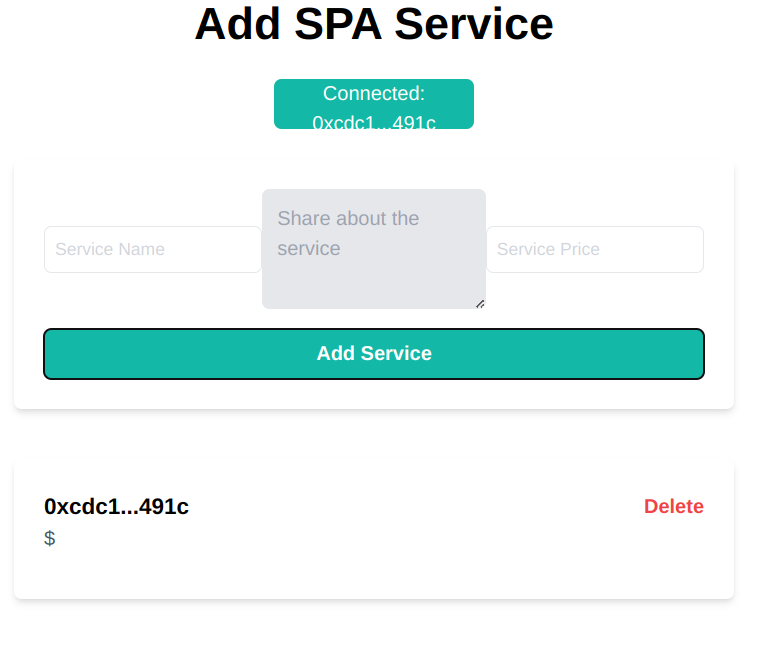 Add SPA Service
Connected:
0xcdc1...491c
Share about the
service
Service Name
Service Price
Add Service
0xcdc1...491c
Delete
$